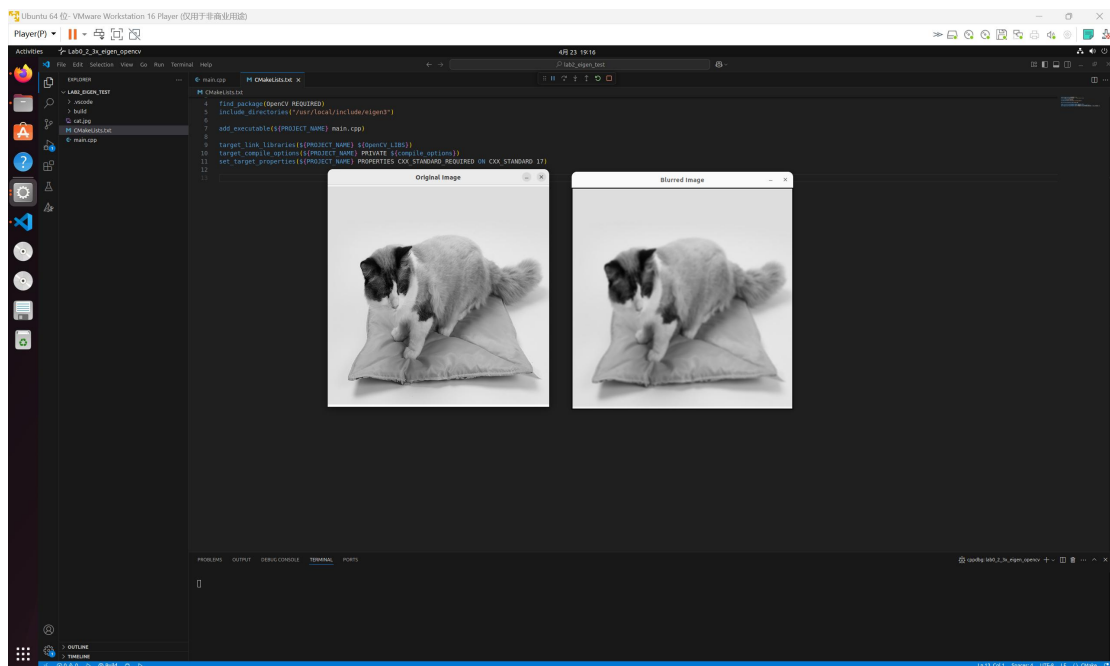 Ubuntu 64 位 - VMware Workstation 16 Player (仅用于非商业用途)
Player(P)
Activities
Lab0_2_3x_eigen_opencv
4月 23 19:16
File Edit Selection View Go Run Terminal Help
lab2_eigen_test
EXPLORER
LAB2_EIGEN_TEST
.vscode
build
cat.jpg
M CMakeLists.txt
main.cpp
main.cpp
M CMakeLists.txt
M CMakeLists.txt
4 find_package(OpenCV REQUIRED)
5 include_directories("/usr/local/include/eigen3")
6
7 add_executable(${PROJECT_NAME} main.cpp)
8
9 target_link_libraries(${PROJECT_NAME} ${OpenCV_LIBS})
10 target_compile_options(${PROJECT_NAME} PRIVATE ${compile_options})
11 set_target_properties(${PROJECT_NAME} PROPERTIES CXX_STANDARD_REQUIRED ON CXX_STANDARD 17)
12
13
Original Image
Blurred Image
PROBLEMS OUTPUT DEBUG CONSOLE TERMINAL PORTS
cppdbg: lab0_2_3x_eigen_opencv
OUTLINE
TIMELINE